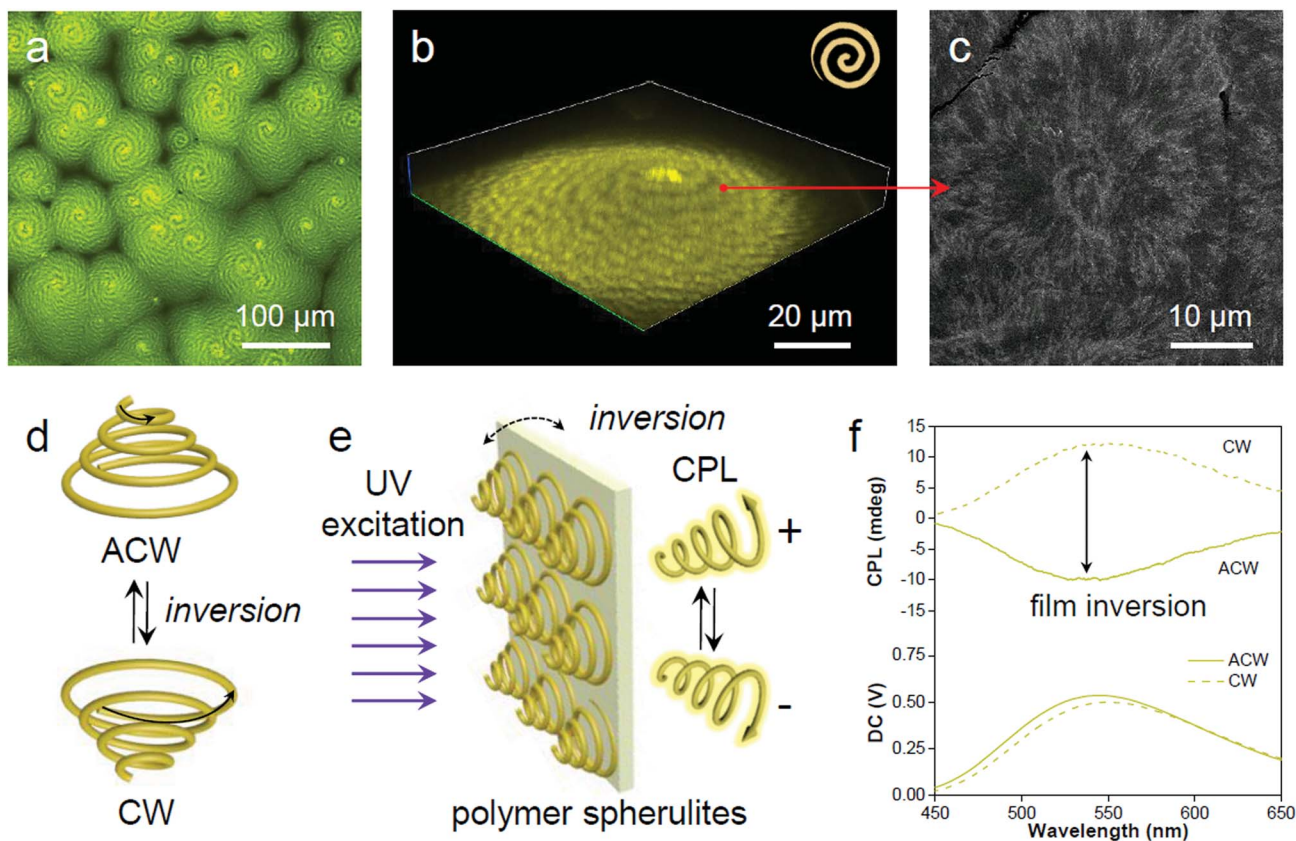 a
100 µm
b
20 µm
c
10 µm
d
ACW
inversion
CW
e
inversion
UV
excitation
CPL
+
-
polymer spherulites
f
CPL (mdeg)
15
10
5
0
-5
-10
-15
CW
ACW
film inversion
DC (V)
0.75
0.50
0.25
0.00
ACW
CW
450
500
550
600
650
Wavelength (nm)